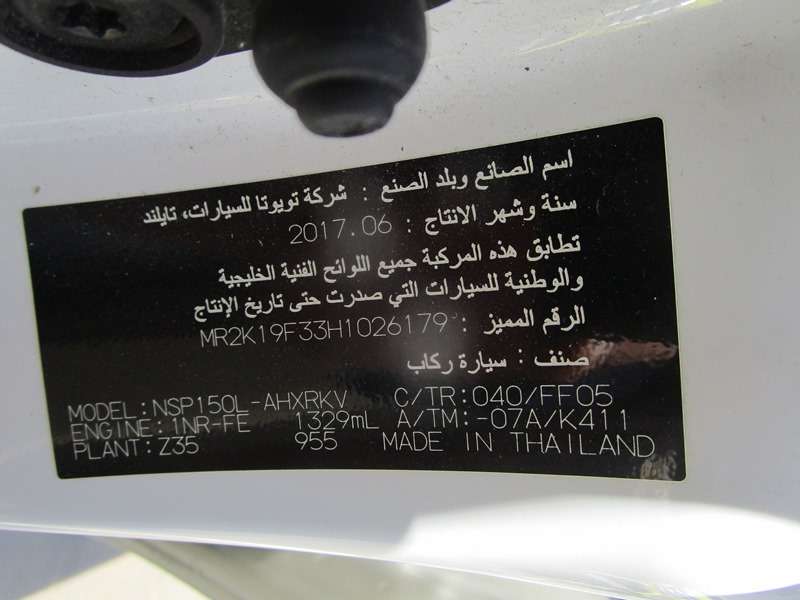 اسم الصانع وبلد الصنع : شركة تويوتا للسيارات، تايلند
سنة وشهر الانتاج : 2017.06
تطابق هذه المركبة جميع اللوائح الفنية الخليجية
والوطنية للسيارات التي صدرت حتى تاريخ الإنتاج
الرقم المميز : MR2K19F33H1026179
صنف : سيارة ركاب
MODEL:NSP150L-AHXRKV C/TR:040/FF05
ENGINE:1NR-FE 1329mL A/TM:-07A/K411
PLANT:Z35 955 MADE IN THAILAND